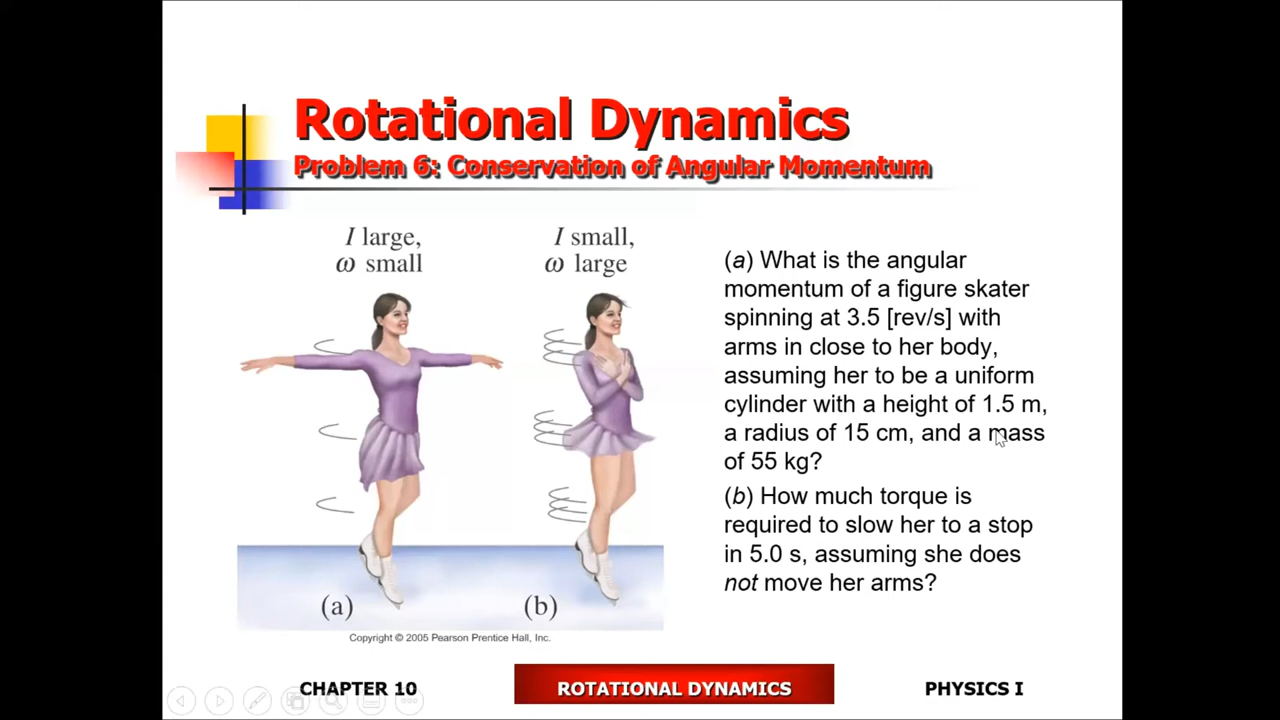 Rotational Dynamics
Problem 6: Conservation of Angular Momentum
I large,
ω small
I small,
ω large
(a)
(b)
Copyright © 2005 Pearson Prentice Hall, Inc.
(a) What is the angular
momentum of a figure skater
spinning at 3.5 [rev/s] with
arms in close to her body,
assuming her to be a uniform
cylinder with a height of 1.5 m,
a radius of 15 cm, and a mass
of 55 kg?
(b) How much torque is
required to slow her to a stop
in 5.0 s, assuming she does
not move her arms?
CHAPTER 10
ROTATIONAL DYNAMICS
PHYSICS I